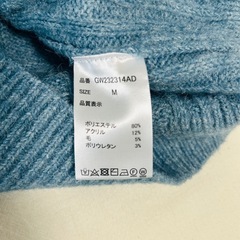 品番 GN232314AD
SIZE M
品質表示
ポリエステル 80%
アクリル 12%
毛 5%
ポリウレタン 3%